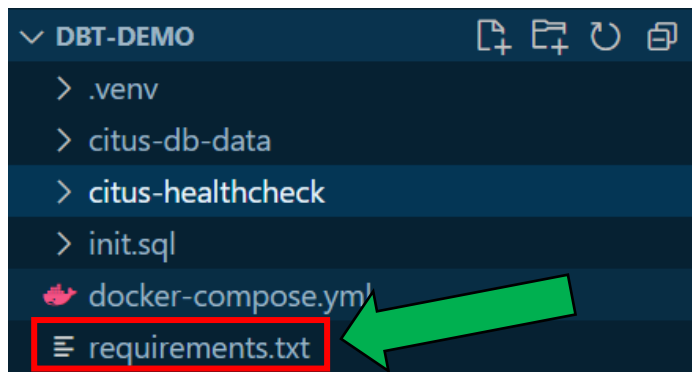 DBT-DEMO
.venv
citus-db-data
citus-healthcheck
init.sql
docker-compose.yml
requirements.txt